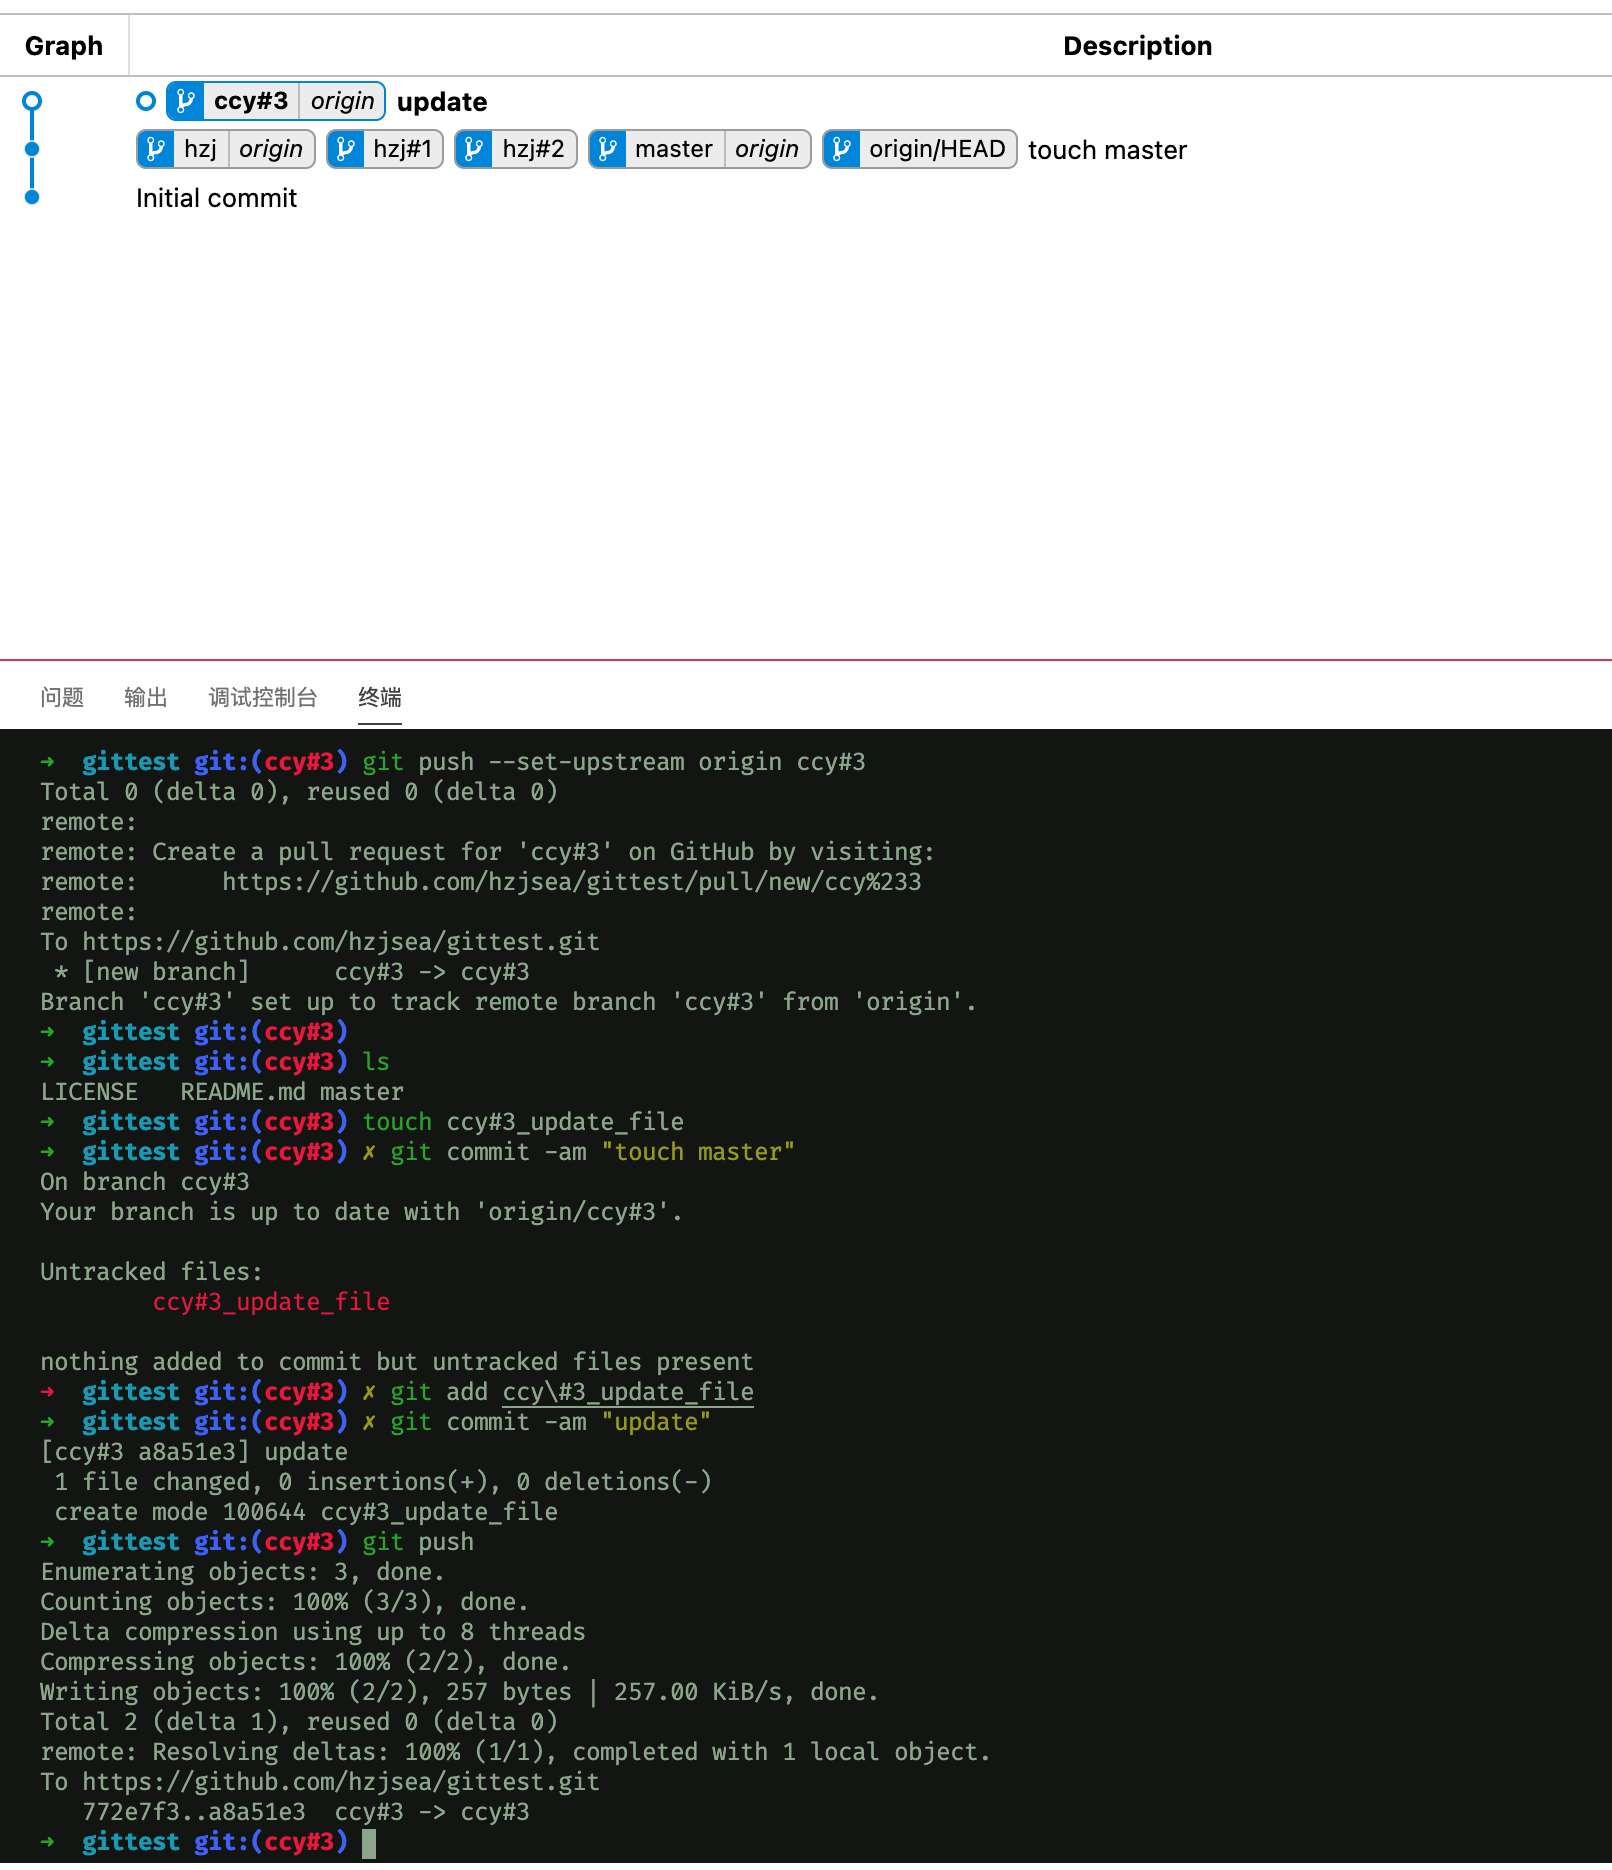 Graph Description
ccy#3 origin update
hzj origin hzj#1 hzj#2 master origin origin/HEAD touch master
Initial commit
问题 输出 调试控制台 终端
➜  gittest git:(ccy#3) git push --set-upstream origin ccy#3
Total 0 (delta 0), reused 0 (delta 0)
remote:
remote: Create a pull request for 'ccy#3' on GitHub by visiting:
remote:      https://github.com/hzjsea/gittest/pull/new/ccy%233
remote:
To https://github.com/hzjsea/gittest.git
 * [new branch]      ccy#3 -> ccy#3
Branch 'ccy#3' set up to track remote branch 'ccy#3' from 'origin'.
➜  gittest git:(ccy#3)
➜  gittest git:(ccy#3) ls
LICENSE   README.md master
➜  gittest git:(ccy#3) touch ccy#3_update_file
➜  gittest git:(ccy#3) ✗ git commit -am "touch master"
On branch ccy#3
Your branch is up to date with 'origin/ccy#3'.
Untracked files:
        ccy#3_update_file
nothing added to commit but untracked files present
➜  gittest git:(ccy#3) ✗ git add ccy\#3_update_file
➜  gittest git:(ccy#3) ✗ git commit -am "update"
[ccy#3 a8a51e3] update
 1 file changed, 0 insertions(+), 0 deletions(-)
 create mode 100644 ccy#3_update_file
➜  gittest git:(ccy#3) git push
Enumerating objects: 3, done.
Counting objects: 100% (3/3), done.
Delta compression using up to 8 threads
Compressing objects: 100% (2/2), done.
Writing objects: 100% (2/2), 257 bytes | 257.00 KiB/s, done.
Total 2 (delta 1), reused 0 (delta 0)
remote: Resolving deltas: 100% (1/1), completed with 1 local object.
To https://github.com/hzjsea/gittest.git
   772e7f3..a8a51e3  ccy#3 -> ccy#3
➜  gittest git:(ccy#3)